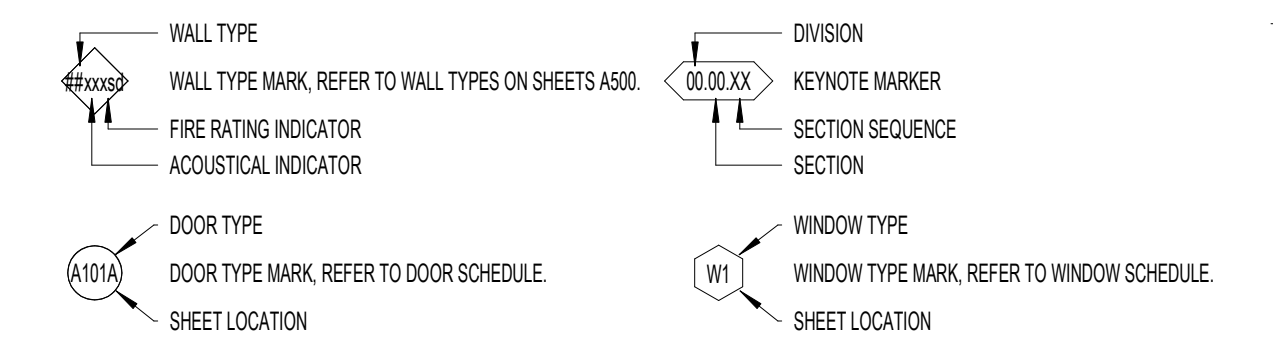 WALL TYPE
##xxxsd
WALL TYPE MARK, REFER TO WALL TYPES ON SHEETS A500.
FIRE RATING INDICATOR
ACOUSTICAL INDICATOR
DIVISION
00.00.XX
KEYNOTE MARKER
SECTION SEQUENCE
SECTION
DOOR TYPE
A101A
DOOR TYPE MARK, REFER TO DOOR SCHEDULE.
SHEET LOCATION
WINDOW TYPE
W1
WINDOW TYPE MARK, REFER TO WINDOW SCHEDULE.
SHEET LOCATION